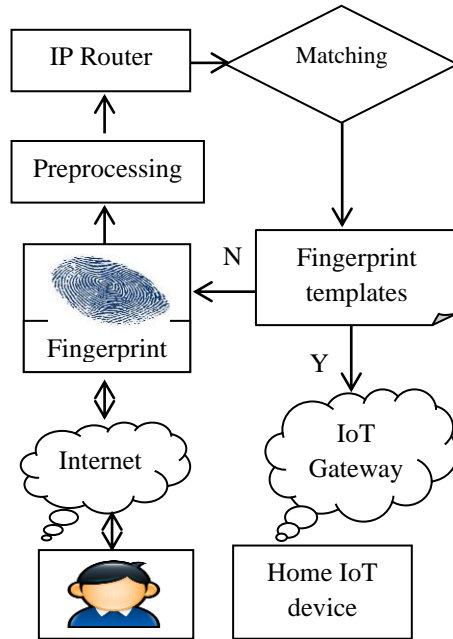 IP Router
Matching
Preprocessing
Fingerprint
templates
N
Fingerprint
Y
Internet
IoT
Gateway
Home IoT
device